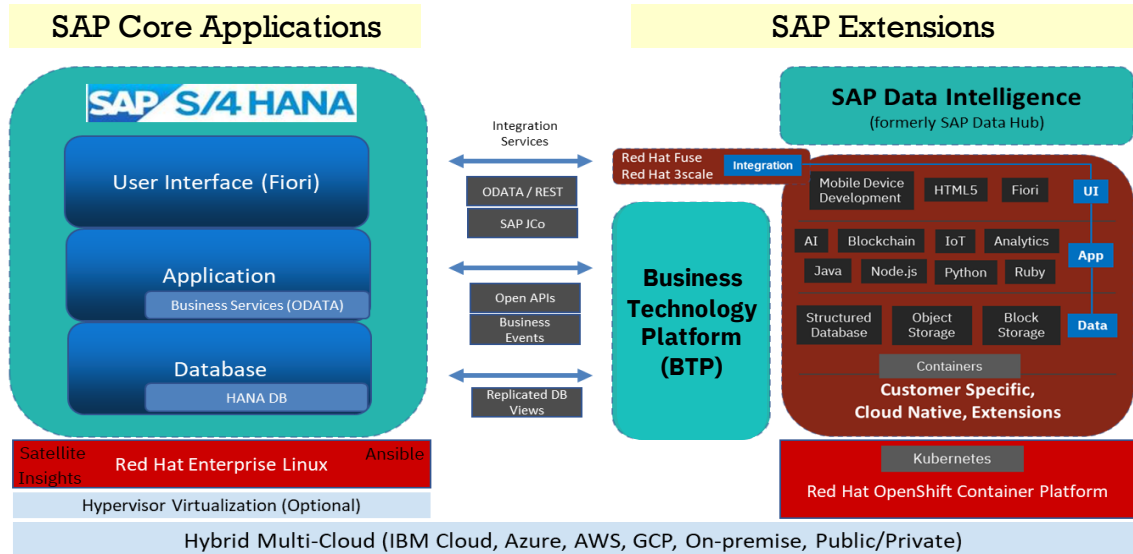 SAP Core Applications
SAP Extensions
SAP S/4 HANA
User Interface (Fiori)
Application
Business Services (ODATA)
Database
HANA DB
Satellite
Insights
Red Hat Enterprise Linux
Ansible
Hypervisor Virtualization (Optional)
Integration
Services
ODATA / REST
SAP JCo
Open APIs
Business
Events
Replicated DB
Views
SAP Data Intelligence
(formerly SAP Data Hub)
Red Hat Fuse
Red Hat 3scale
Integration
Business
Technology
Platform
(BTP)
Mobile Device
Development
HTML5
Fiori
UI
AI
Blockchain
IoT
Analytics
App
Java
Node.js
Python
Ruby
Structured
Database
Object
Storage
Block
Storage
Data
Containers
Customer Specific,
Cloud Native, Extensions
Kubernetes
Red Hat OpenShift Container Platform
Hybrid Multi-Cloud (IBM Cloud, Azure, AWS, GCP, On-premise, Public/Private)